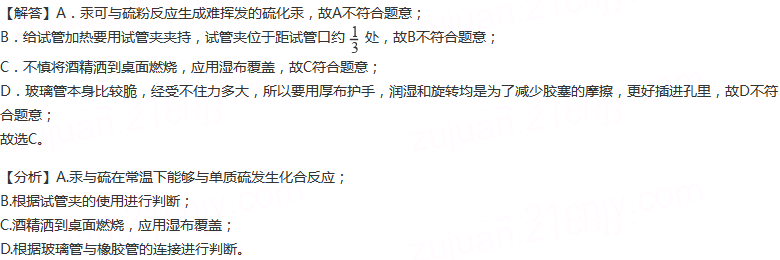 【解答】A．汞可与硫粉反应生成难挥发的硫化汞，故A不符合题意；
B．给试管加热要用试管夹夹持，试管夹位于距试管口约 1/3 处，故B不符合题意；
C．不慎将酒精洒到桌面燃烧，应用湿布覆盖，故C符合题意；
D．玻璃管本身比较脆，经受不住力多大，所以要用厚布护手，润湿和旋转均是为了减少胶塞的摩擦，更好插进孔里，故D不符
合题意；
故选C。
【分析】A.汞与硫在常温下能够与单质硫发生化合反应；
B.根据试管夹的使用进行判断；
C.酒精洒到桌面燃烧，应用湿布覆盖；
D.根据玻璃管与橡胶管的连接进行判断。